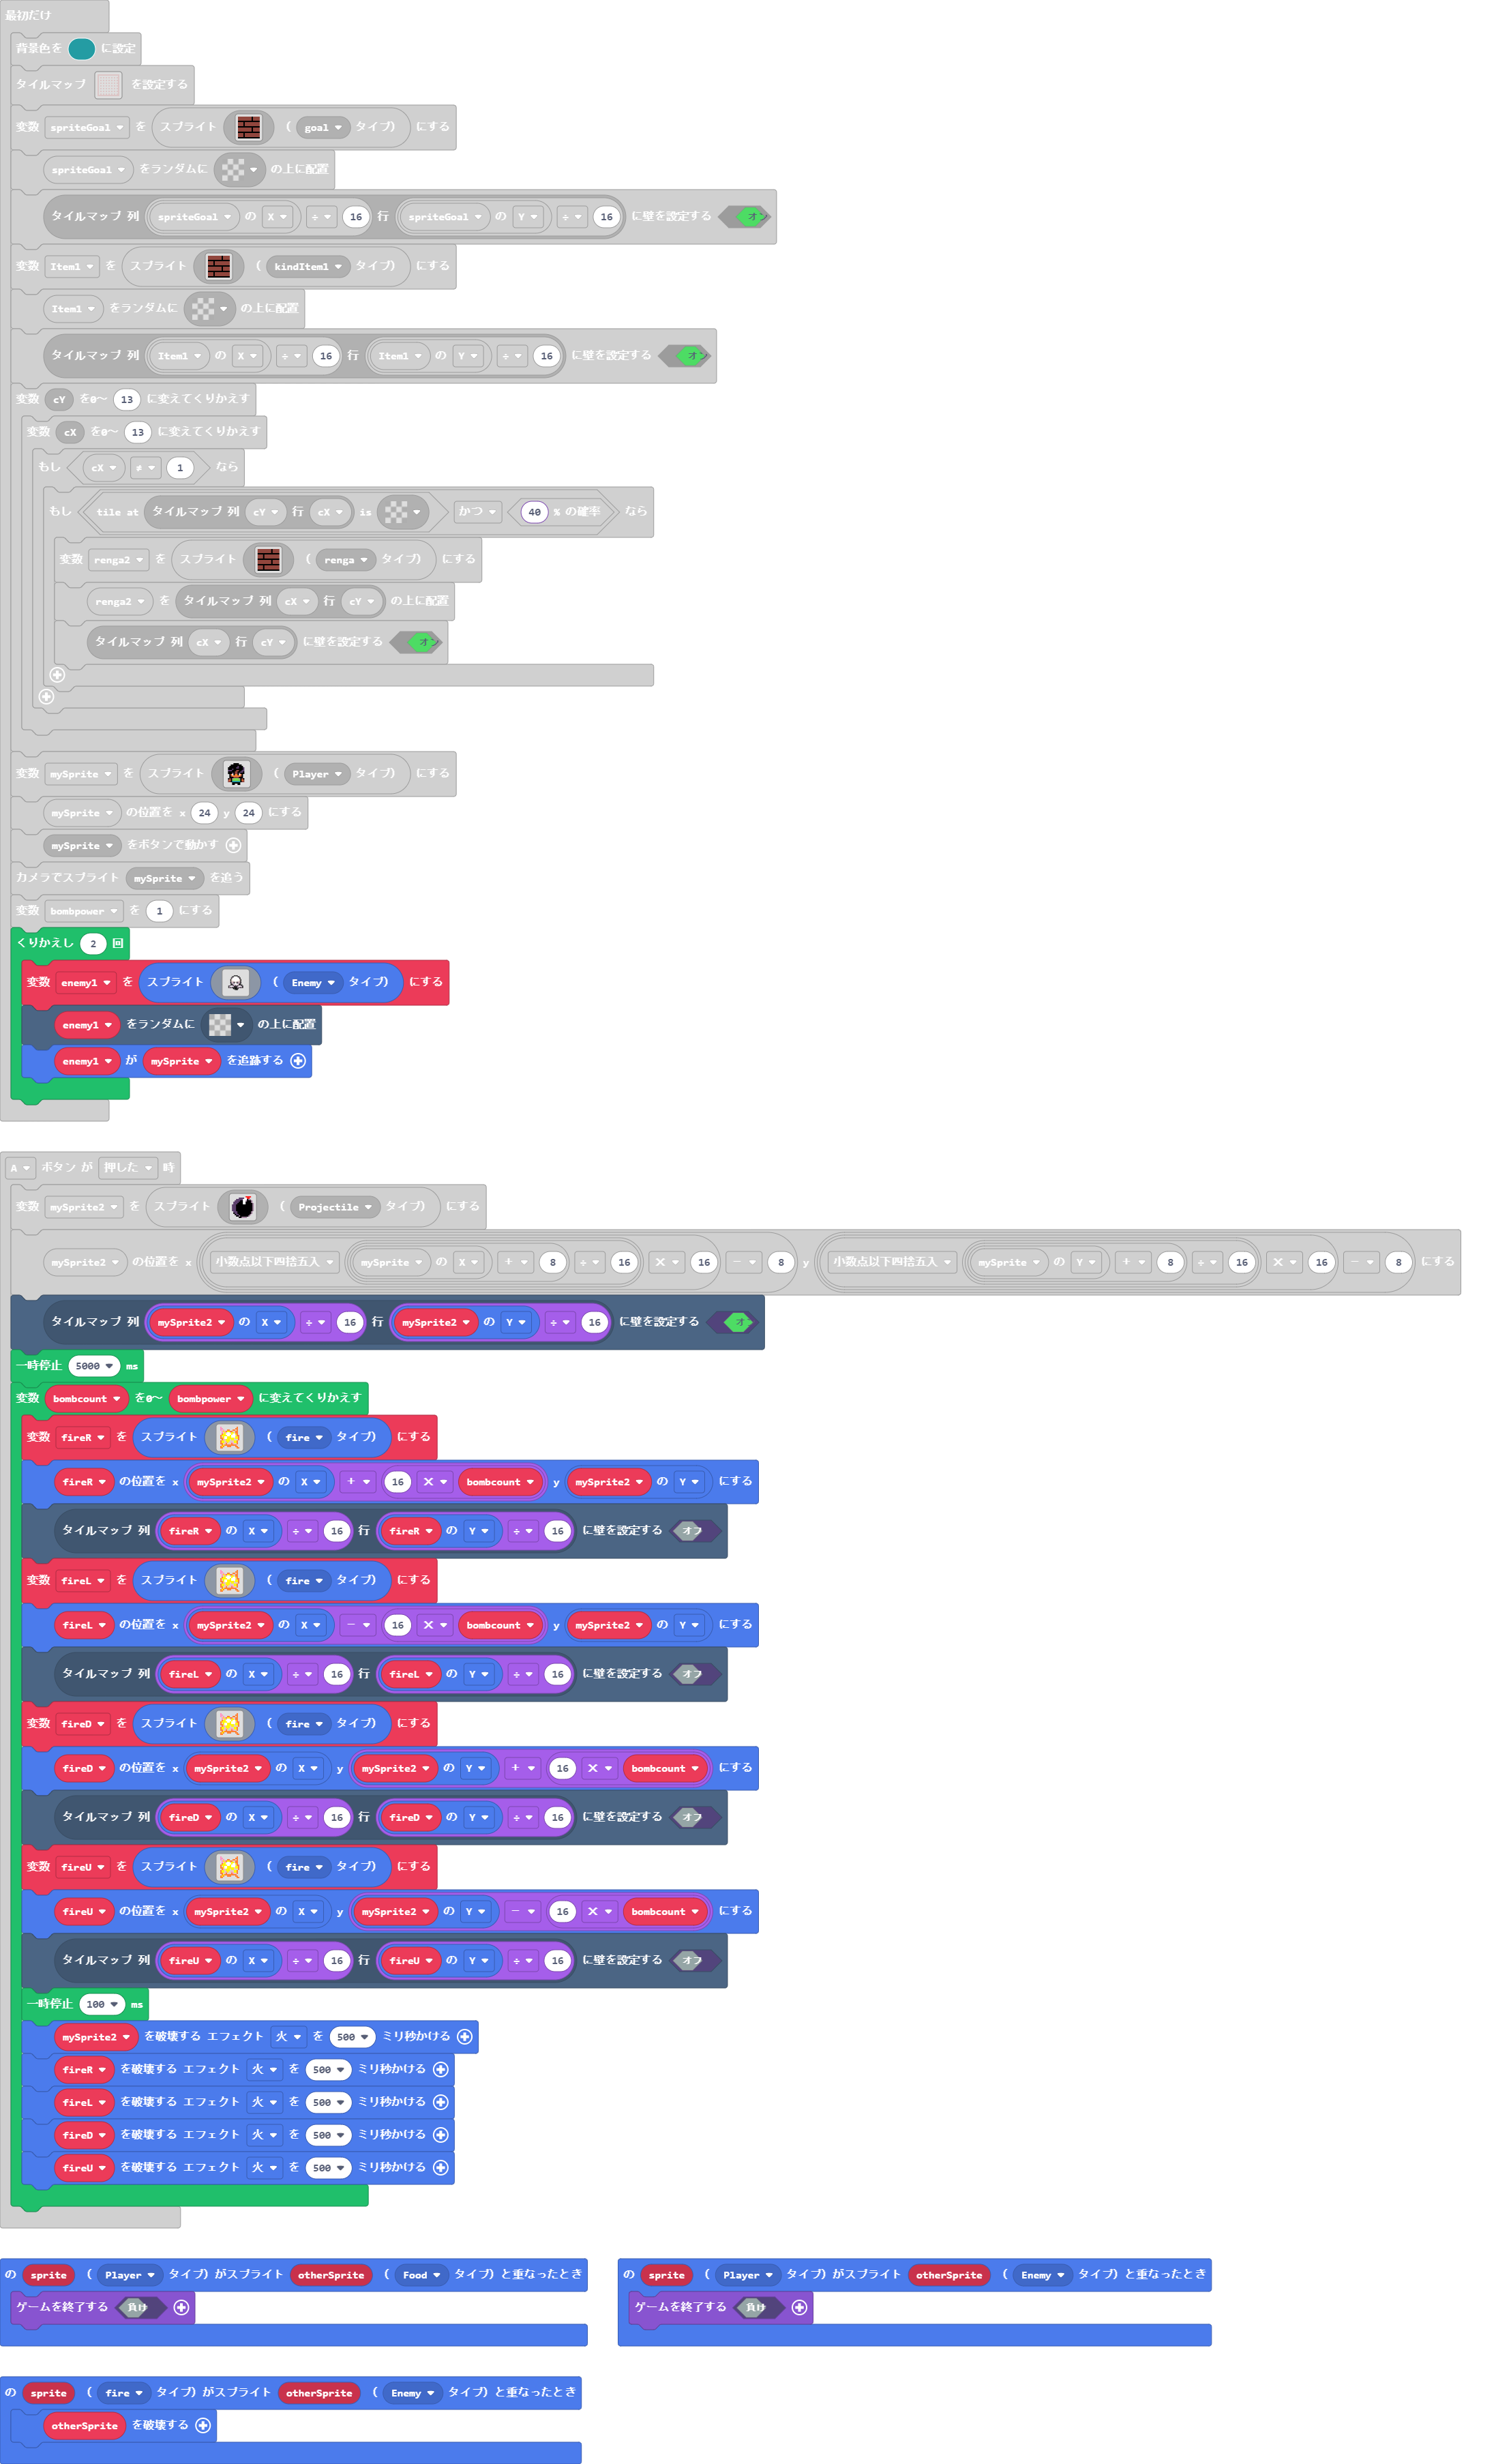 最初だけ
背景色を に設定
タイルマップ を設定する
変数 spriteGoal を スプライト ( goal タイプ) にする
spriteGoal をランダムに の上に配置
タイルマップ 列 spriteGoal の X ÷ 16 行 spriteGoal の Y ÷ 16 に壁を設定する オン
変数 Item1 を スプライト ( kindItem1 タイプ) にする
Item1 をランダムに の上に配置
タイルマップ 列 Item1 の X ÷ 16 行 Item1 の Y ÷ 16 に壁を設定する オン
変数 cY を0〜 13 に変えてくりかえす
変数 cX を0〜 13 に変えてくりかえす
もし cX ≠ 1 なら
もし tile at タイルマップ 列 cY 行 cX is かつ 40 % の確率 なら
変数 renga2 を スプライト ( renga タイプ) にする
renga2 を タイルマップ 列 cX 行 cY の上に配置
タイルマップ 列 cX 行 cY に壁を設定する オン
変数 mySprite を スプライト ( Player タイプ) にする
mySprite の位置を x 24 y 24 にする
mySprite をボタンで動かす
カメラでスプライト mySprite を追う
変数 bombpower を 1 にする
くりかえし 2 回
変数 enemy1 を スプライト ( Enemy タイプ) にする
enemy1 をランダムに の上に配置
enemy1 が mySprite を追跡する
A ボタン が 押した 時
変数 mySprite2 を スプライト ( Projectile タイプ) にする
mySprite2 の位置を x 小数点以下四捨五入 mySprite の X + 8 ÷ 16 × 16 - 8 y 小数点以下四捨五入 mySprite の Y + 8 ÷ 16 × 16 - 8 にする
タイルマップ 列 mySprite2 の X ÷ 16 行 mySprite2 の Y ÷ 16 に壁を設定する オ
一時停止 5000 ms
変数 bombcount を0〜 bombpower に変えてくりかえす
変数 fireR を スプライト ( fire タイプ) にする
fireR の位置を x mySprite2 の X + 16 × bombcount y mySprite2 の Y にする
タイルマップ 列 fireR の X ÷ 16 行 fireR の Y ÷ 16 に壁を設定する オフ
変数 fireL を スプライト ( fire タイプ) にする
fireL の位置を x mySprite2 の X - 16 × bombcount y mySprite2 の Y にする
タイルマップ 列 fireL の X ÷ 16 行 fireL の Y ÷ 16 に壁を設定する オフ
変数 fireD を スプライト ( fire タイプ) にする
fireD の位置を x mySprite2 の X y mySprite2 の Y + 16 × bombcount にする
タイルマップ 列 fireD の X ÷ 16 行 fireD の Y ÷ 16 に壁を設定する オフ
変数 fireU を スプライト ( fire タイプ) にする
fireU の位置を x mySprite2 の X y mySprite2 の Y - 16 × bombcount にする
タイルマップ 列 fireU の X ÷ 16 行 fireU の Y ÷ 16 に壁を設定する オフ
一時停止 100 ms
mySprite2 を破壊する エフェクト 火 を 500 ミリ秒かける
fireR を破壊する エフェクト 火 を 500 ミリ秒かける
fireL を破壊する エフェクト 火 を 500 ミリ秒かける
fireD を破壊する エフェクト 火 を 500 ミリ秒かける
fireU を破壊する エフェクト 火 を 500 ミリ秒かける
の sprite ( Player タイプ) がスプライト otherSprite ( Food タイプ) と重なったとき
ゲームを終了する 負け
の sprite ( Player タイプ) がスプライト otherSprite ( Enemy タイプ) と重なったとき
ゲームを終了する 負け
の sprite ( fire タイプ) がスプライト otherSprite ( Enemy タイプ) と重なったとき
otherSprite を破壊する